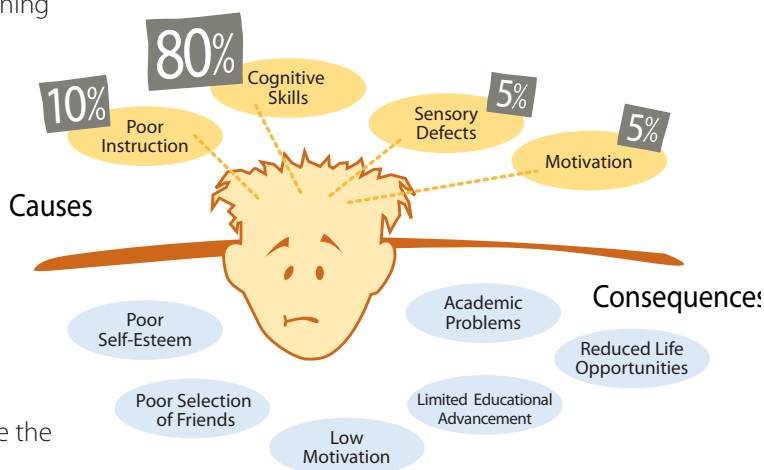 ning
80%
Cognitive
Skills
10%
Poor
Instruction
5%
Sensory
Defects
5%
Motivation
Causes
Consequences
Poor
Self-Esteem
Academic
Problems
Reduced Life
Opportunities
Poor Selection
of Friends
Limited Educational
Advancement
Low
Motivation
e the